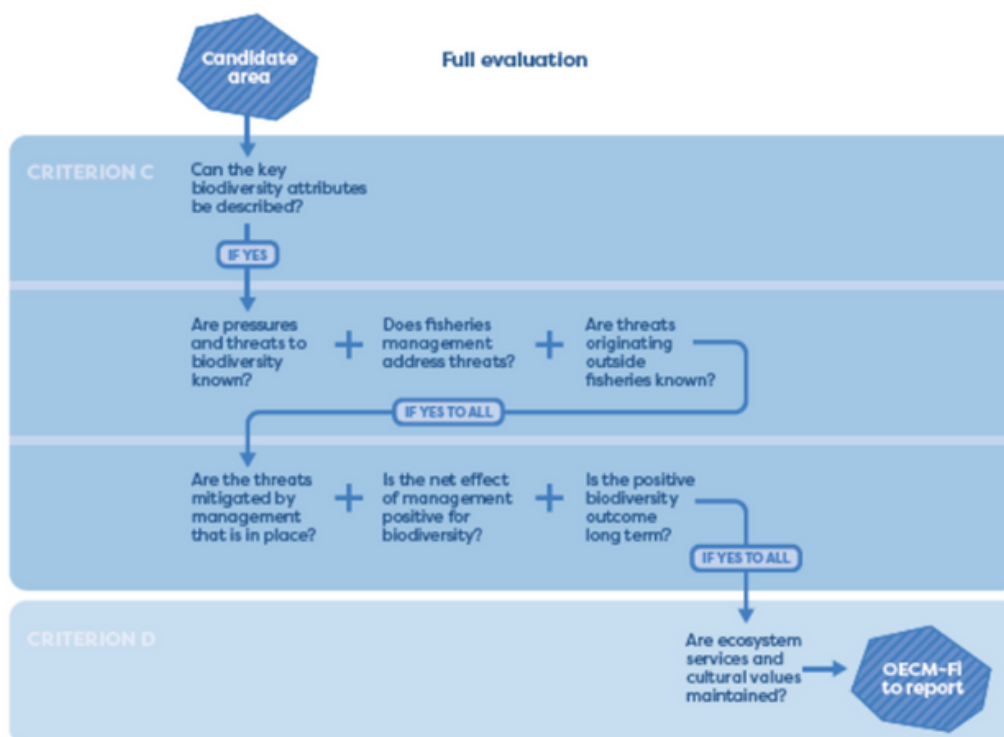 Candidate
area
Full evaluation
CRITERION C
Can the key
biodiversity attributes
be described?
IF YES
Are pressures
and threats to
biodiversity
known?
+
Does fisheries
management
address threats?
+
Are threats
originating
outside
fisheries known?
IF YES TO ALL
Are the threats
mitigated by
management
that is in place?
+
Is the net effect
of management
positive for
biodiversity?
+
Is the positive
biodiversity
outcome
long term?
IF YES TO ALL
CRITERION D
Are ecosystem
services and
cultural values
maintained?
OECM-FI
to report